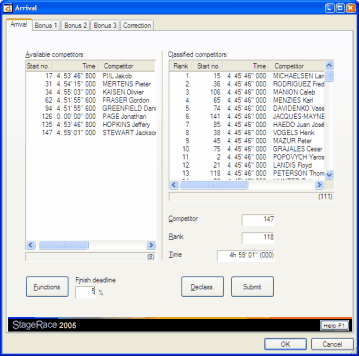 Arrival
Arrival Bonus 1 Bonus 2 Bonus 3 Correction
Available competitors:
Start no. Time Competitor
17 4. 53' 46" 800 PIIL Jakob
31 4. 54' 15" 000 MERTENS Pieter
34 4. 55' 03" 000 KAISEN Olivier
62 4. 51' 55" 600 FRASER Gordon
94 4. 51' 55" 600 GREENFIELD Dan
126 0. 00' 00" 000 PAGE Jonathan
135 4. 53' 46" 800 HOPKINS Jeffery
147 4. 59' 01" 000 STEWART Jackson
(8)
Classified competitors:
Rank Start no. Time Competitor
1 15 4. 45' 46" 000 MICHAELSEN Lar
2 36 4. 45' 46" 000 RODRIGUEZ Fred
3 106 4. 45' 46" 000 MANION Caleb
4 65 4. 45' 46" 000 MENZIES Karl
5 74 4. 45' 46" 000 DAVIDENKO Vass
6 141 4. 45' 46" 000 JACQUES-MAYNE
7 85 4. 45' 46" 000 HAEDO Juan José
8 38 4. 45' 46" 000 VOGELS Henk
9 45 4. 45' 46" 000 MAZUR Peter
10 75 4. 45' 46" 000 GRAJALES Cesar
11 2 4. 45' 46" 000 POPOVYCH Yaros
12 21 4. 45' 46" 000 LANDIS Floyd
13 118 4. 45' 46" 000 PETERSON Thom
(111)
Competitor 147
Rank 118
Time 4h 59' 01" (000)
Functions
Finish deadline
5 %
Declass. Submit
StageRace 2005
Help F1
OK Cancel